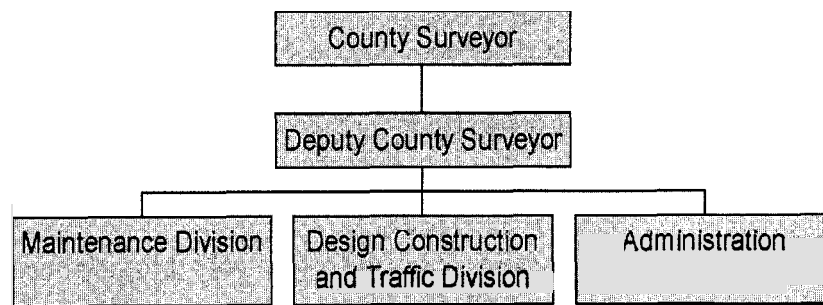 County Surveyor
Deputy County Surveyor
Maintenance Division
Design Construction
and Traffic Division
Administration